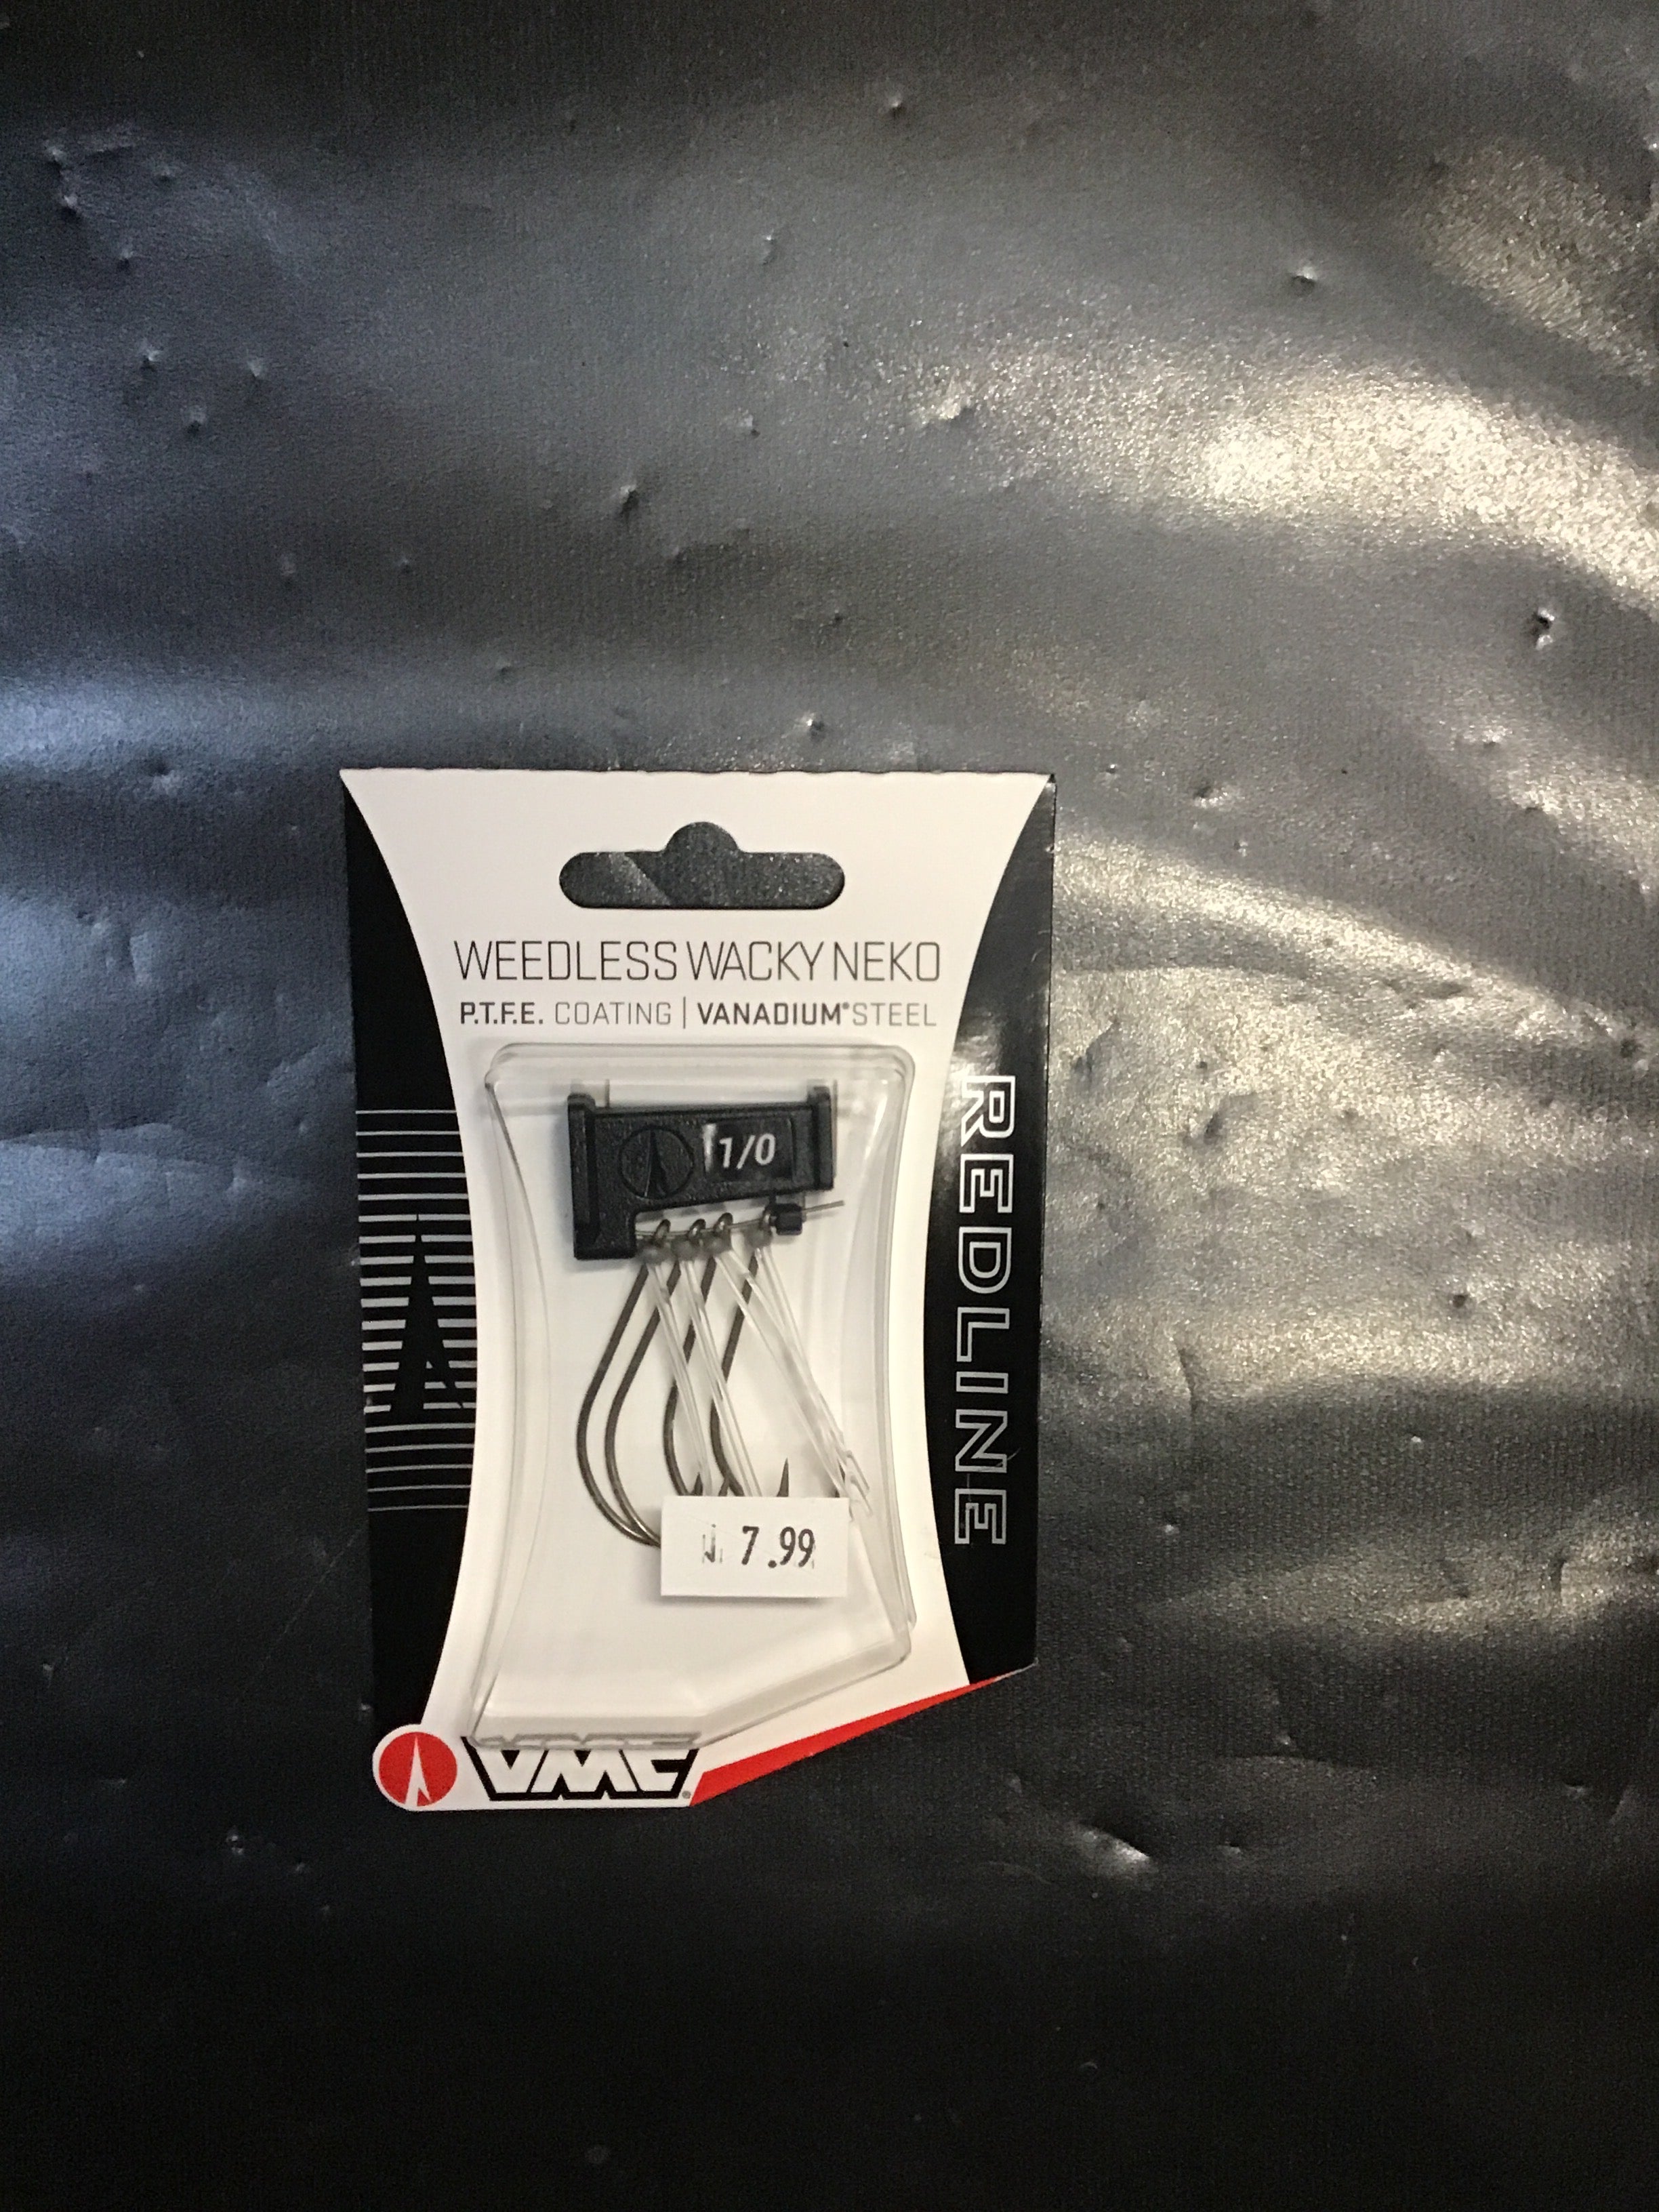 WEEDLESS WACKY NEKO
P.T.F.E. COATING | VANADIUM® STEEL
1/0
REDLINE
7.99
VMC®